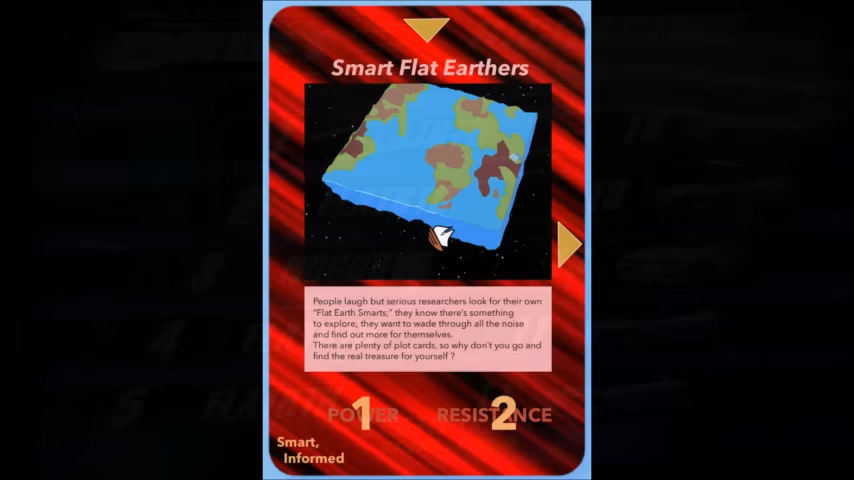 Smart Flat Earthers
People laugh but serious researchers look for their own
"Flat Earth Smarts;" they know there's something
to explore; they want to wade through all the noise
and find out more for themselves.
There are plenty of plot cards, so why don't you go and
find the real treasure for yourself ?
POWER 1 RESISTANCE 2
Smart,
Informed